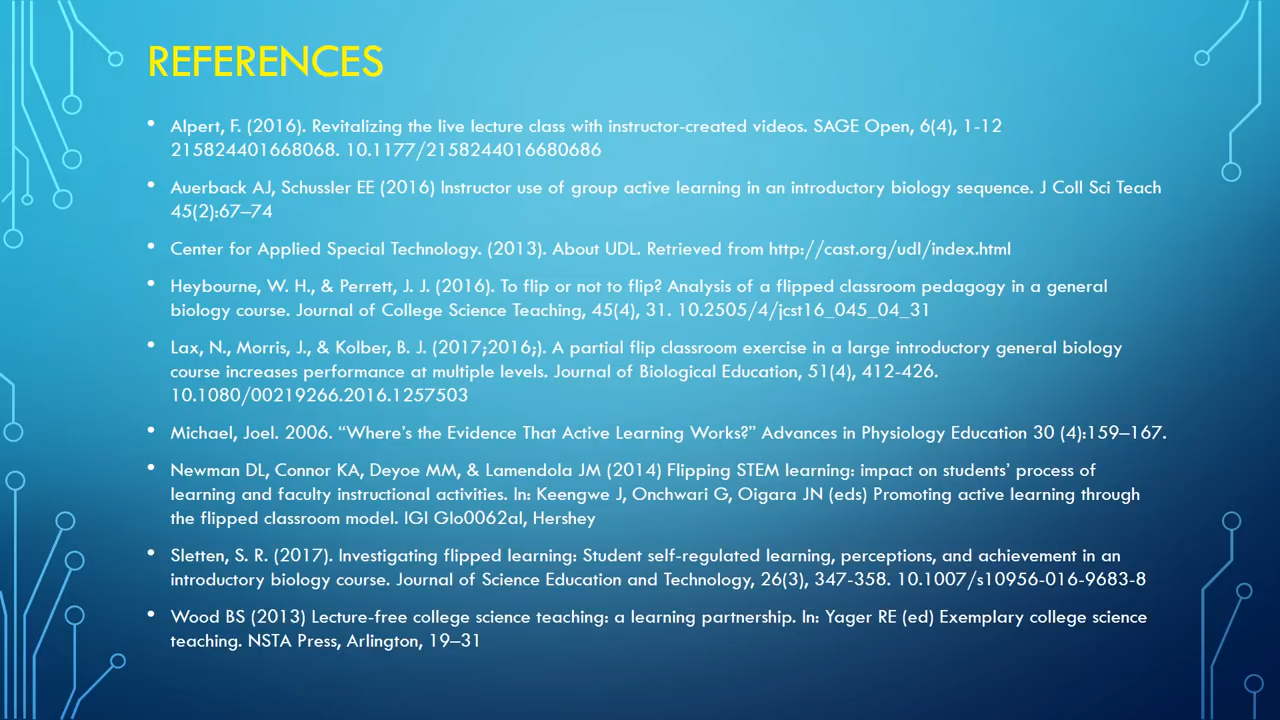 REFERENCES
• Alpert, F. (2016). Revitalizing the live lecture class with instructor-created videos. SAGE Open, 6(4), 1-12
215824401668068. 10.1177/2158244016680686
• Auerback AJ, Schussler EE (2016) Instructor use of group active learning in an introductory biology sequence. J Coll Sci Teach
45(2):67–74
• Center for Applied Special Technology. (2013). About UDL. Retrieved from http://cast.org/udl/index.html
• Heybourne, W. H., & Perrett, J. J. (2016). To flip or not to flip? Analysis of a flipped classroom pedagogy in a general
biology course. Journal of College Science Teaching, 45(4), 31. 10.2505/4/jcst16_045_04_31
• Lax, N., Morris, J., & Kolber, B. J. (2017;2016;). A partial flip classroom exercise in a large introductory general biology
course increases performance at multiple levels. Journal of Biological Education, 51(4), 412-426.
10.1080/00219266.2016.1257503
• Michael, Joel. 2006. “Where’s the Evidence That Active Learning Works?” Advances in Physiology Education 30 (4):159–167.
• Newman DL, Connor KA, Deyoe MM, & Lamendola JM (2014) Flipping STEM learning: impact on students’ process of
learning and faculty instructional activities. In: Keengwe J, Onchwari G, Oigara JN (eds) Promoting active learning through
the flipped classroom model. IGI Glo0062al, Hershey
• Sletten, S. R. (2017). Investigating flipped learning: Student self-regulated learning, perceptions, and achievement in an
introductory biology course. Journal of Science Education and Technology, 26(3), 347-358. 10.1007/s10956-016-9683-8
• Wood BS (2013) Lecture-free college science teaching: a learning partnership. In: Yager RE (ed) Exemplary college science
teaching. NSTA Press, Arlington, 19–31